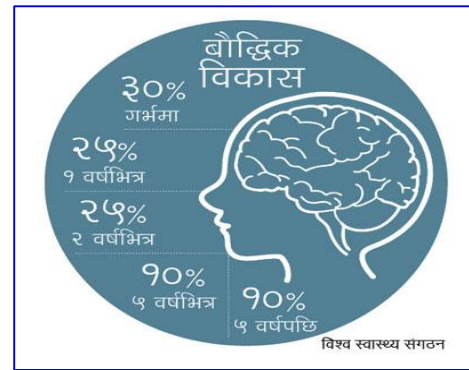 बौद्धिक
विकास
३०%
गर्भमा
२५%
१ वर्षभित्र
२५%
२ वर्षभित्र
१०%
५ वर्षभित्र
१०%
५ वर्षपछि
विश्व स्वास्थ्य संगठन